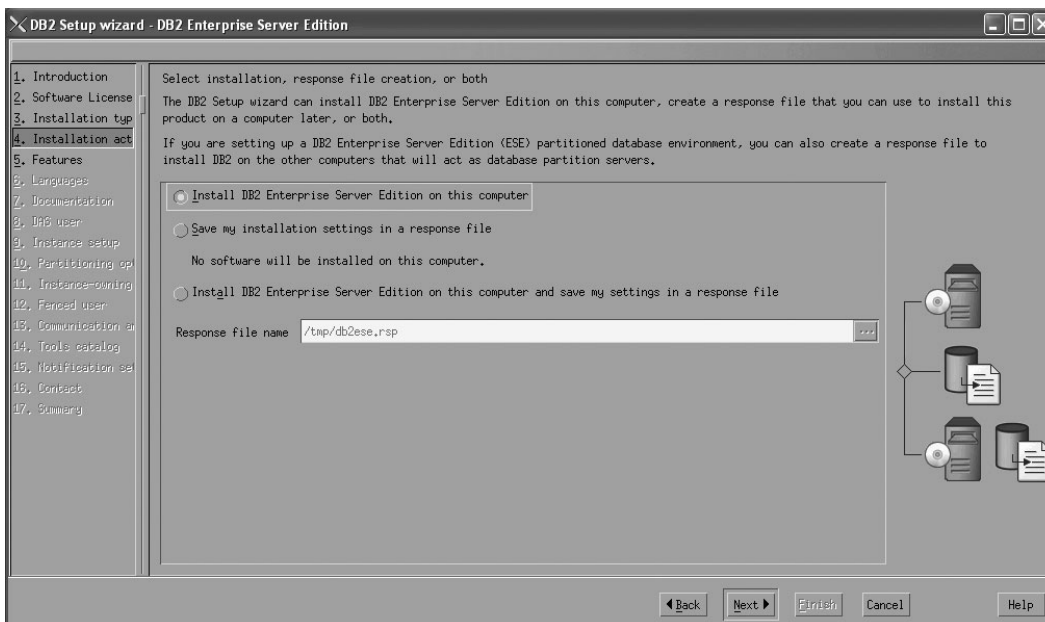 DB2 Setup wizard - DB2 Enterprise Server Edition
1. Introduction
2. Software License
3. Installation typ
4. Installation act
5. Features
6. Languages
7. Documentation
8. DAS user
9. Instance setup
10. Partitioning op
11. Instance-owning
12. Fenced user
13. Communication an
14. Tools catalog
15. Notification se
16. Contact
17. Summary
Select installation, response file creation, or both
The DB2 Setup wizard can install DB2 Enterprise Server Edition on this computer, create a response file that you can use to install this
product on a computer later, or both.
If you are setting up a DB2 Enterprise Server Edition (ESE) partitioned database environment, you can also create a response file to
install DB2 on the other computers that will act as database partition servers.
Install DB2 Enterprise Server Edition on this computer
Save my installation settings in a response file
No software will be installed on this computer.
Install DB2 Enterprise Server Edition on this computer and save my settings in a response file
Response file name /tmp/db2ese.rsp ...
Back Next Finish Cancel Help